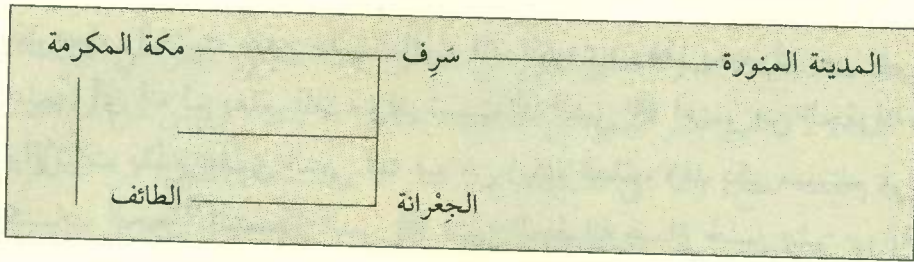 المدينة المنورة سَرِف مكة المكرمة
الجِعْرانة الطائف